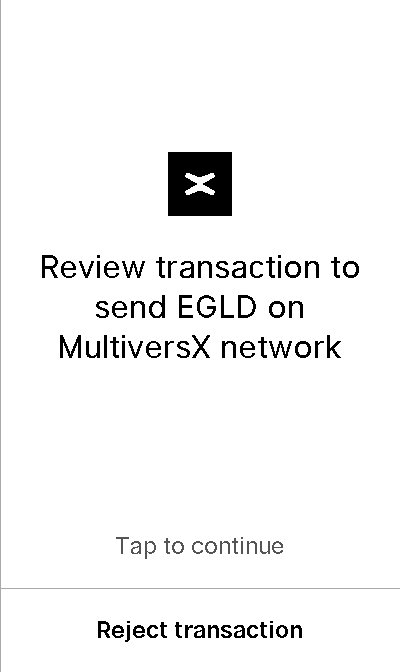 Review transaction to
send EGLD on
MultiversX network
Tap to continue
Reject transaction